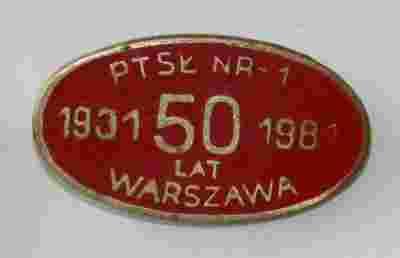 PTSŁ NR-1
1931 50 1981
LAT
WARSZAWA